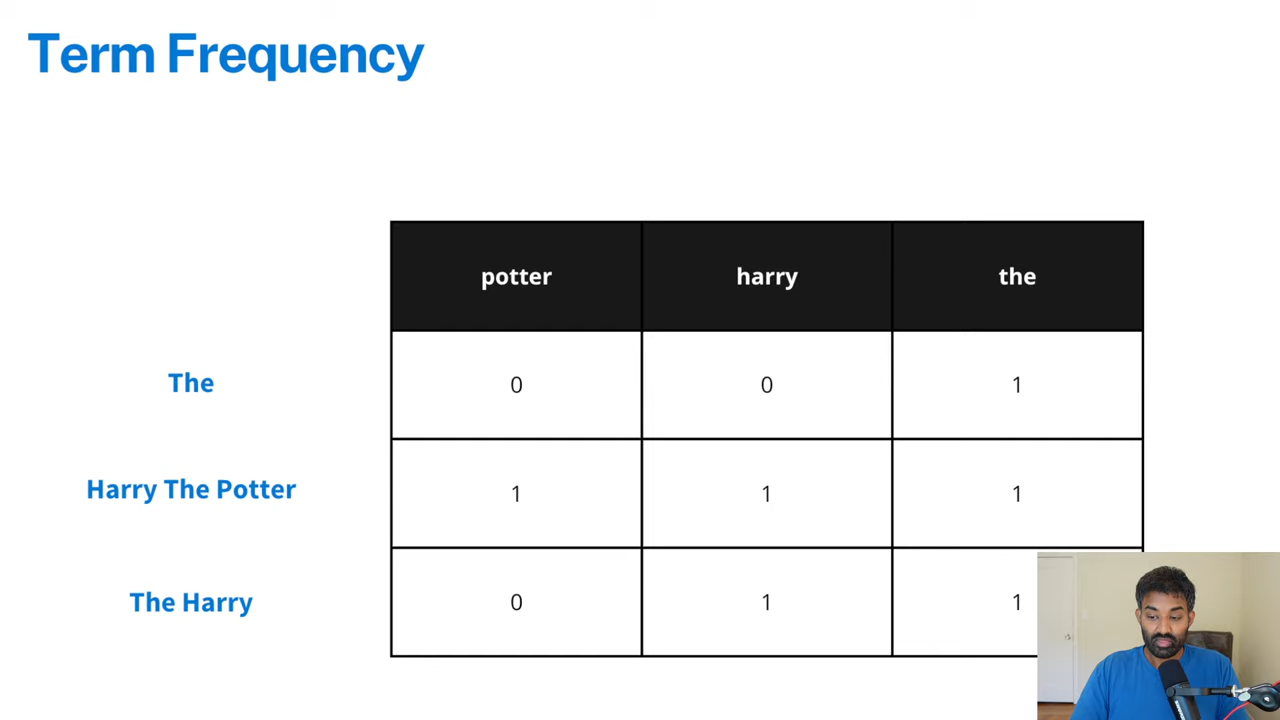 Term Frequency
potter harry the
The 0 0 1
Harry The Potter 1 1 1
The Harry 0 1 1